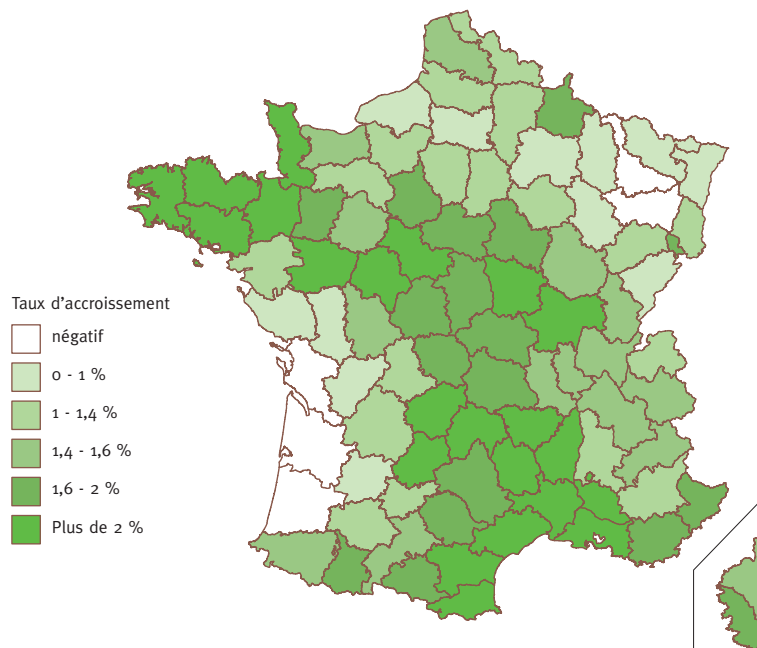 Taux d'accroissement
négatif
0 - 1 %
1 - 1,4 %
1,4 - 1,6 %
1,6 - 2 %
Plus de 2 %